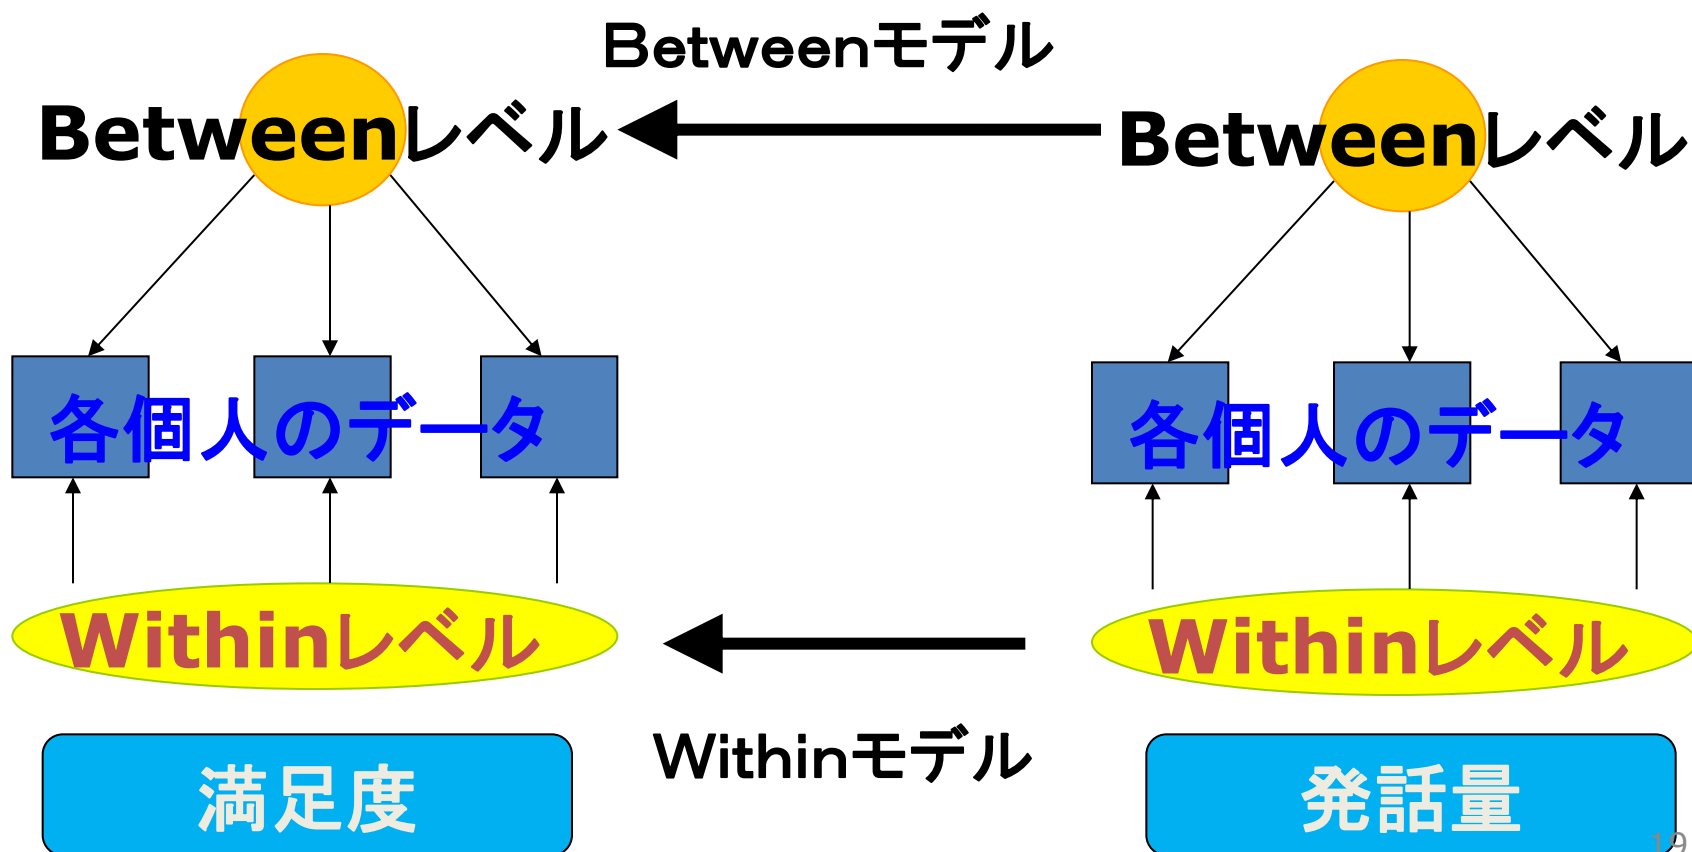 Betweenモデル
Betweenレベル
Betweenレベル
各個人のデータ
各個人のデータ
Withinレベル
Withinレベル
Withinモデル
満足度
発話量
19